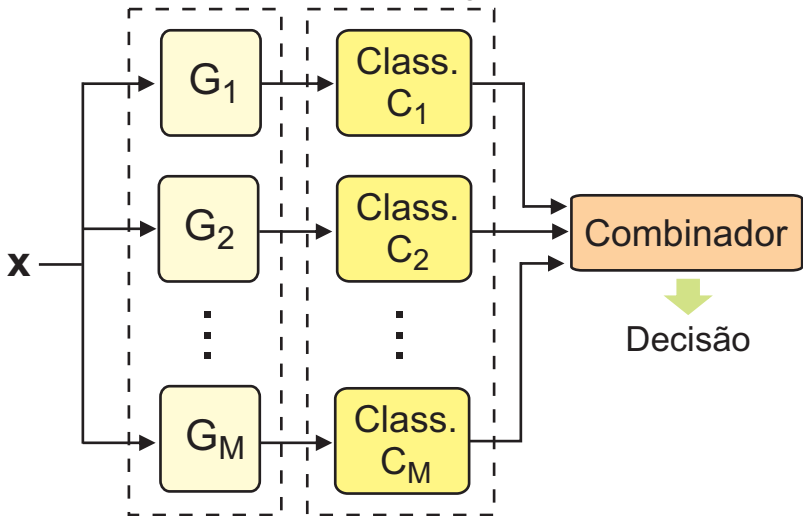 G1
Class.
C1
G2
Class.
C2
x
Combinador
Decisão
GM
Class.
CM